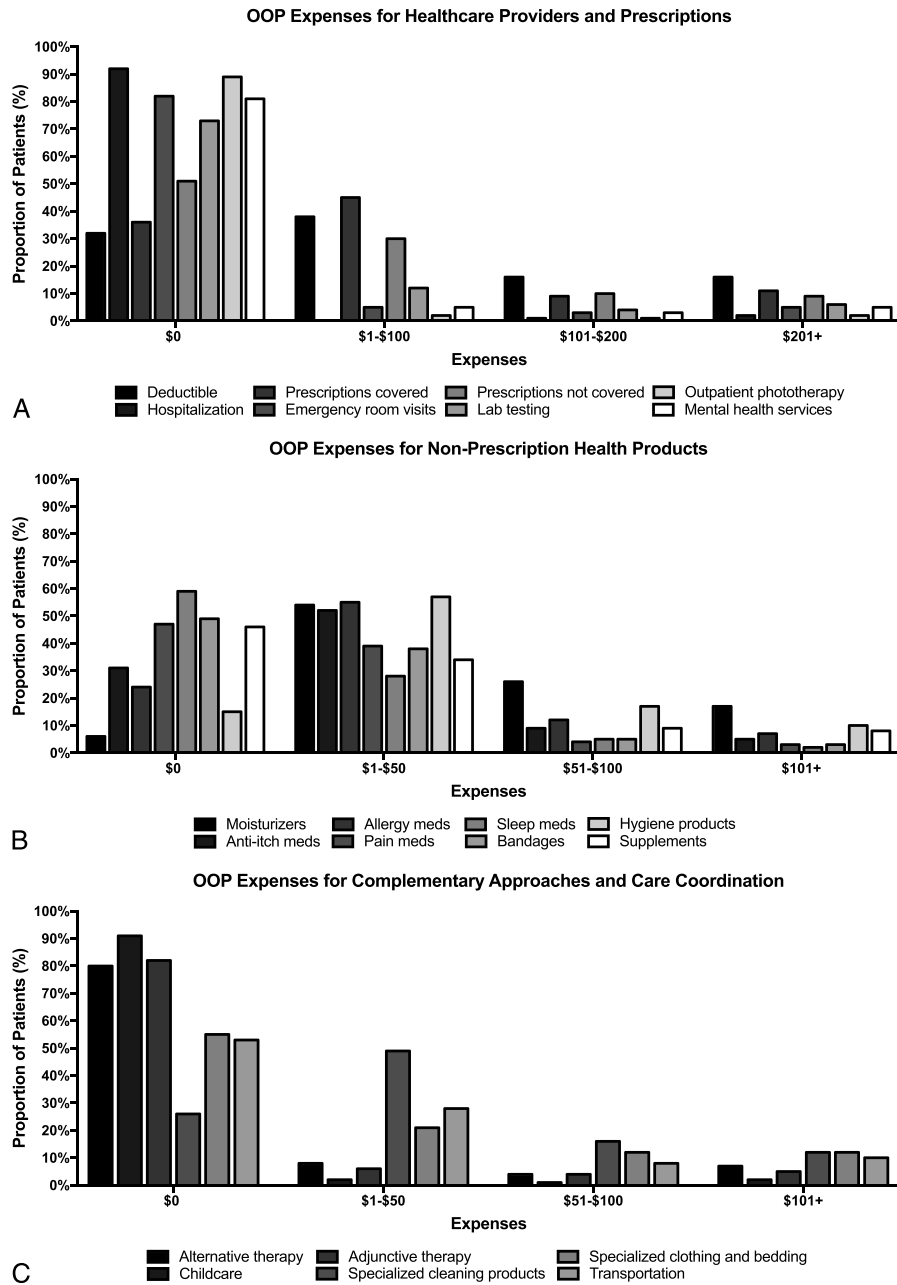 OOP Expenses for Healthcare Providers and Prescriptions
100%
90%
80%
70%
60%
50%
40%
30%
20%
10%
0%
Proportion of Patients (%)
$0 $1-$100 $101-$200 $201+
Expenses
Deductible Prescriptions covered Prescriptions not covered Outpatient phototherapy
Hospitalization Emergency room visits Lab testing Mental health services
A
OOP Expenses for Non-Prescription Health Products
100%
90%
80%
70%
60%
50%
40%
30%
20%
10%
0%
Proportion of Patients (%)
$0 $1-$50 $51-$100 $101+
Expenses
Moisturizers Allergy meds Sleep meds Hygiene products
Anti-itch meds Pain meds Bandages Supplements
B
OOP Expenses for Complementary Approaches and Care Coordination
100%
90%
80%
70%
60%
50%
40%
30%
20%
10%
0%
Proportion of Patients (%)
$0 $1-$50 $51-$100 $101+
Expenses
Alternative therapy Adjunctive therapy Specialized clothing and bedding
Childcare Specialized cleaning products Transportation
C